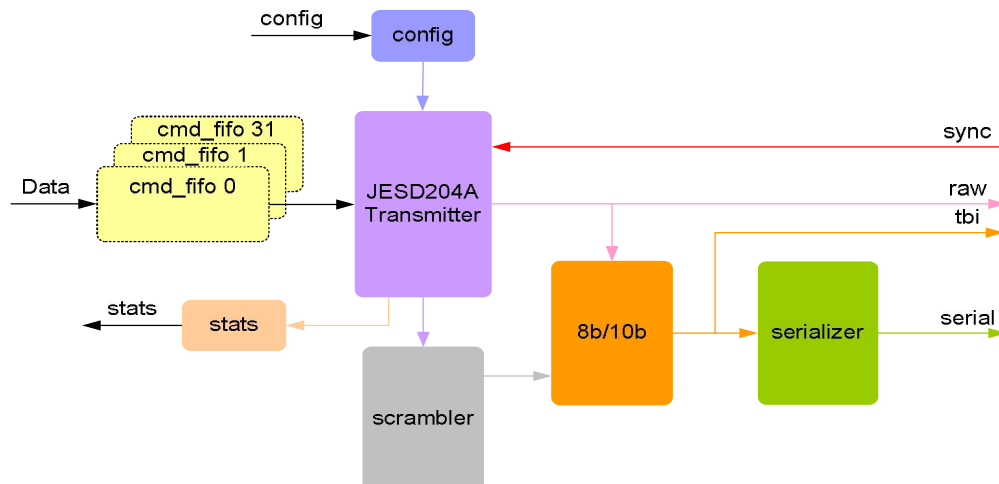 config
config
cmd_fifo 31
cmd_fifo 1
cmd_fifo 0
Data
JESD204A
Transmitter
sync
raw
tbi
stats
stats
8b/10b
serializer
serial
scrambler